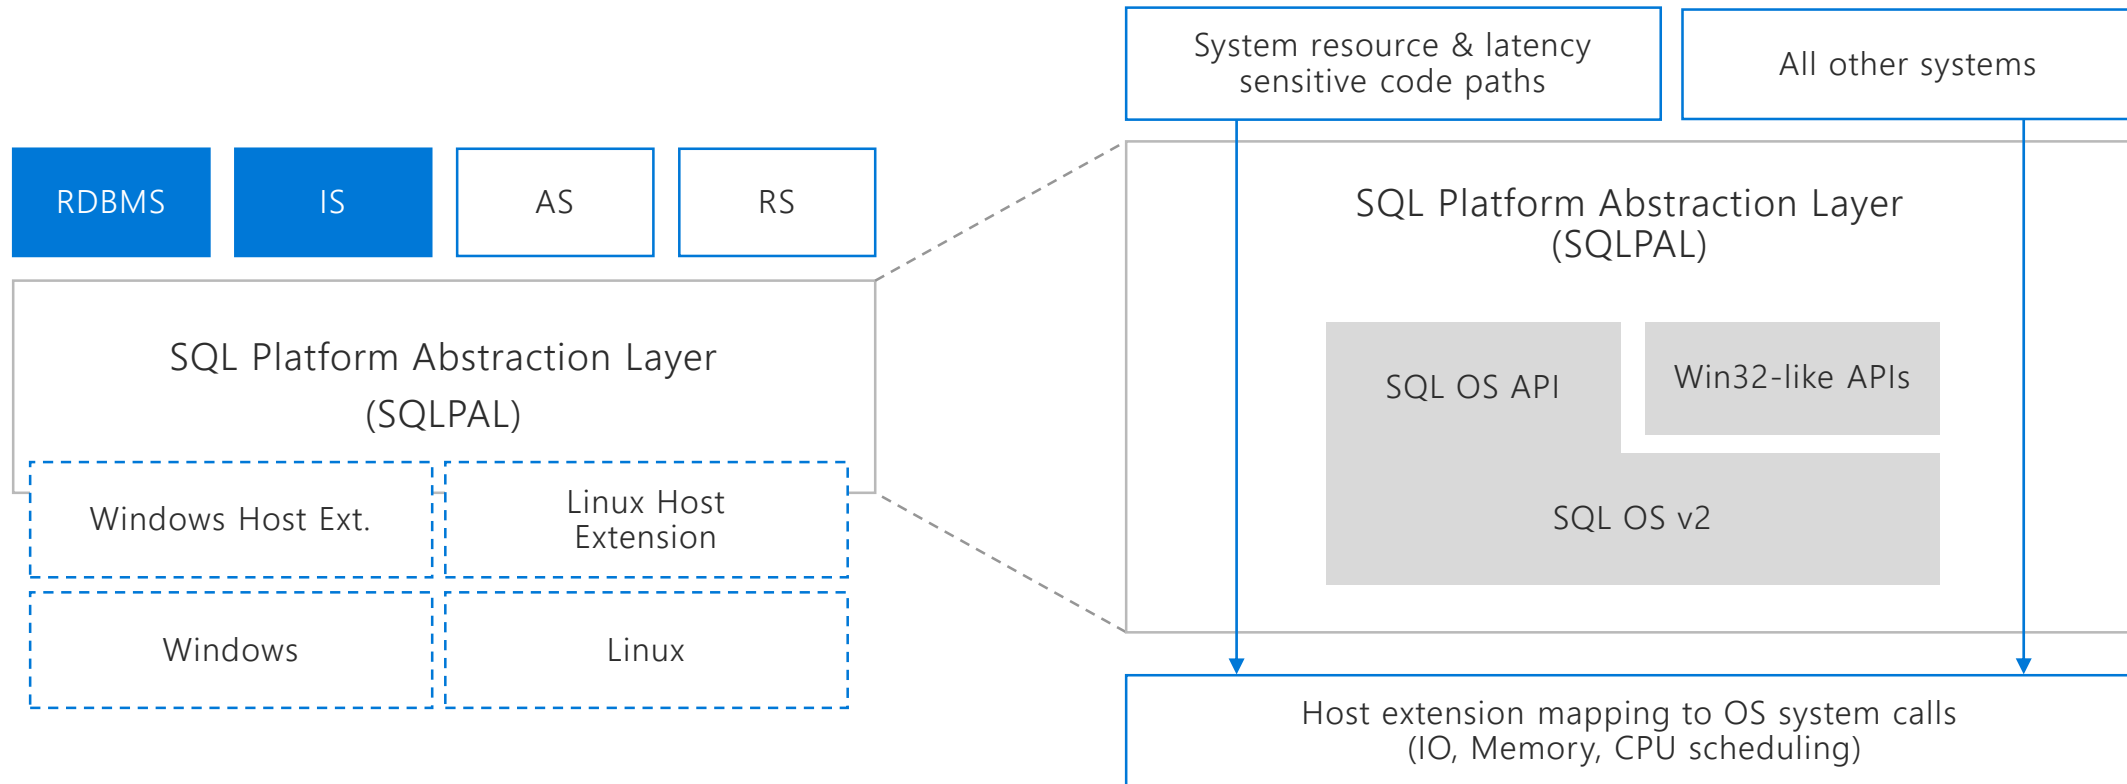 RDBMS
IS
AS
RS
SQL Platform Abstraction Layer
(SQLPAL)
Windows Host Ext.
Linux Host
Extension
Windows
Linux
System resource & latency
sensitive code paths
All other systems
SQL Platform Abstraction Layer
(SQLPAL)
SQL OS API
Win32-like APIs
SQL OS v2
Host extension mapping to OS system calls
(IO, Memory, CPU scheduling)